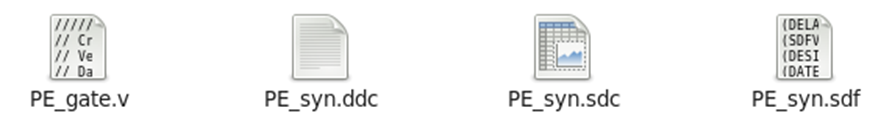 /////
// Cr
// Ve
// Da
(DELA
(SDFV
(DESI
(DATE
PE_gate.v
PE_syn.ddc
PE_syn.sdc
PE_syn.sdf